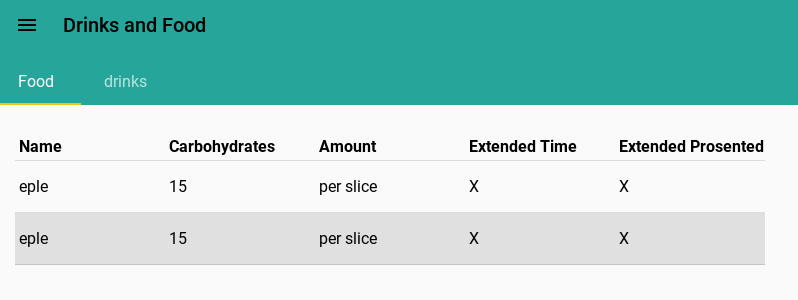 Drinks and Food
Food drinks
Name Carbohydrates Amount Extended Time Extended Prosented
eple 15 per slice X X
eple 15 per slice X X